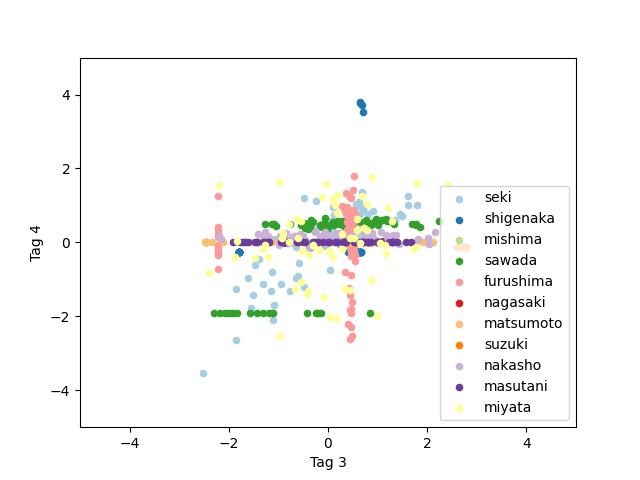 4
2
0
−2
−4
Tag 4
−4 −2 0 2 4
Tag 3
seki
shigenaka
mishima
sawada
furushima
nagasaki
matsumoto
suzuki
nakasho
masutani
miyata